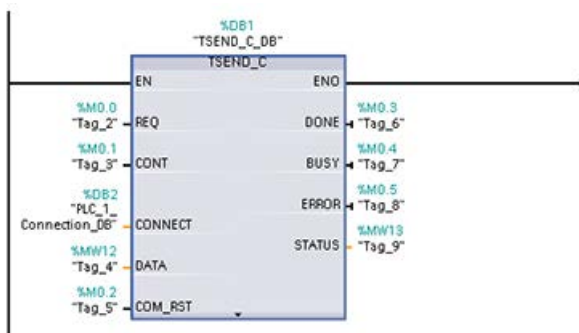 %DB1
"TSEND_C_DB"
TSEND_C
EN ENO
%M0.0 %M0.3
"Tag_2" REQ DONE "Tag_6"
%M0.1 %M0.4
"Tag_3" CONT BUSY "Tag_7"
%DB2 %M0.5
"PLC_1_ ERROR "Tag_8"
Connection_DB" CONNECT
%MW13
%MW12 STATUS "Tag_9"
"Tag_4" DATA
%M0.2
"Tag_5" COM_RST